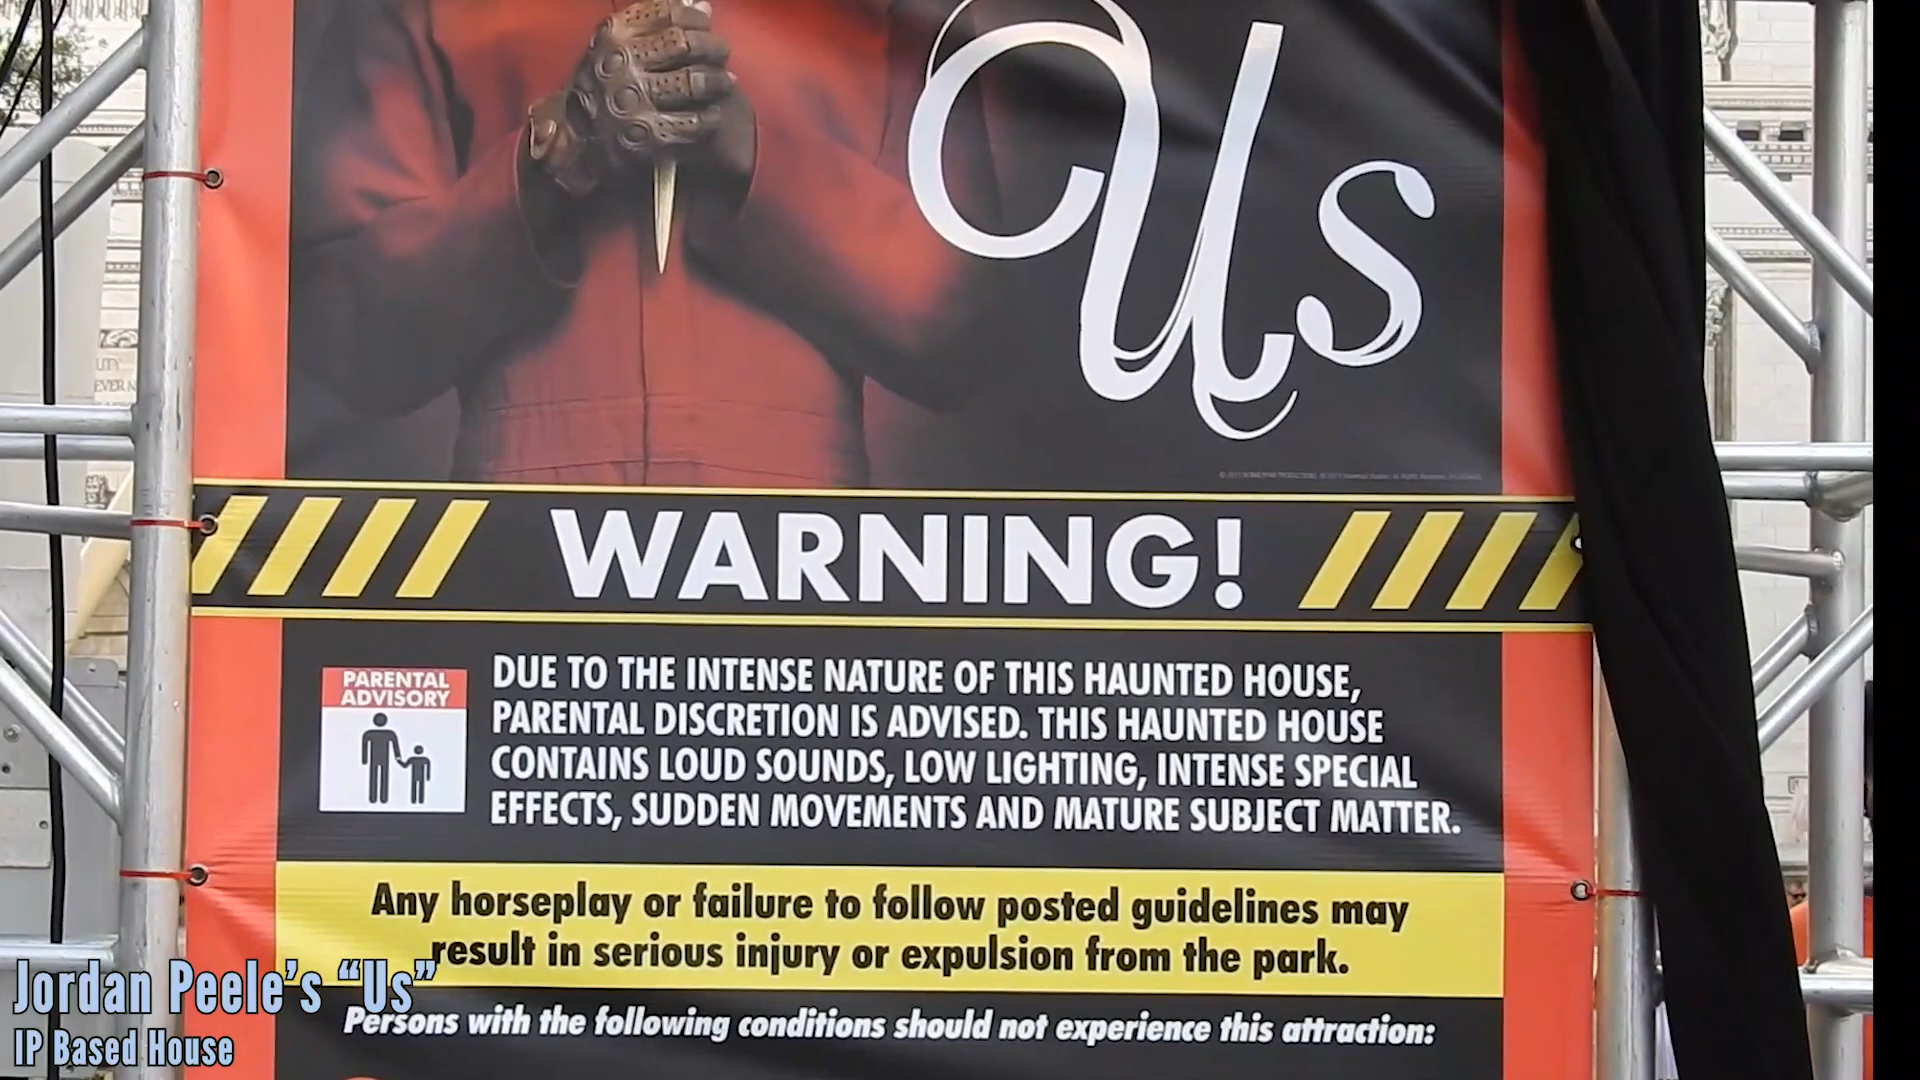 Us
WARNING!
PARENTAL
ADVISORY
DUE TO THE INTENSE NATURE OF THIS HAUNTED HOUSE,
PARENTAL DISCRETION IS ADVISED. THIS HAUNTED HOUSE
CONTAINS LOUD SOUNDS, LOW LIGHTING, INTENSE SPECIAL
EFFECTS, SUDDEN MOVEMENTS AND MATURE SUBJECT MATTER.
Any horseplay or failure to follow posted guidelines may
result in serious injury or expulsion from the park.
Persons with the following conditions should not experience this attraction:
Jordan Peele's “Us”
IP Based House